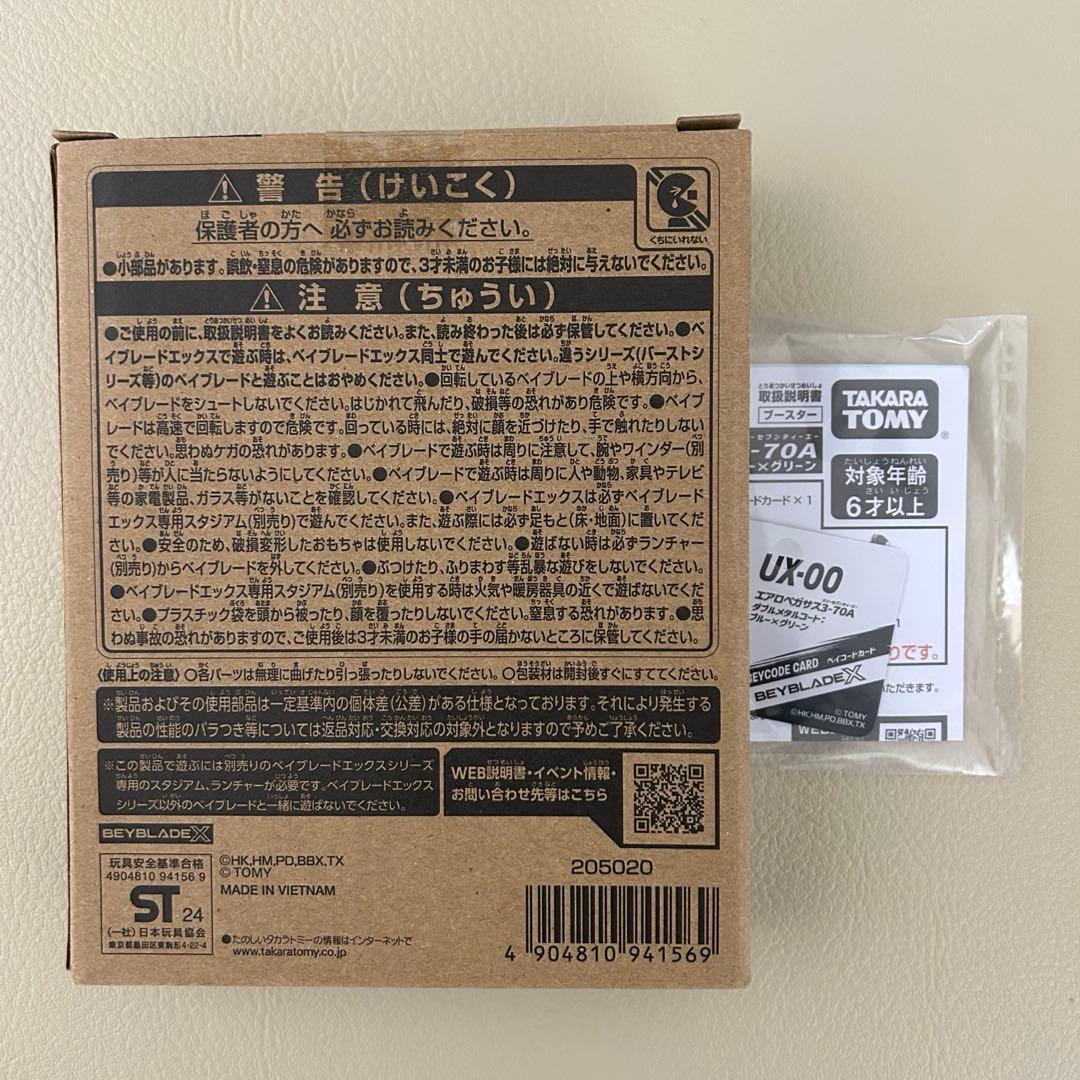 ⚠警告(けいこく)
保護者の方へ 必ずお読みください。
くちにいれない
●小部品があります。誤飲・窒息の危険がありますので、3才未満のお子様には絶対に与えないでください。
⚠注意(ちゅうい)
●ご使用の前に、取扱説明書をよくお読みください。また、読み終わった後は必ず保管してください。●ベ
イブレードエックスで遊ぶ時は、ベイブレードエックス同士で遊んでください。違うシリーズ(バーストシ
リーズ等)のベイブレードと遊ぶことはおやめください。●回転しているベイブレードの上や横方向から、
ベイブレードをシュートしないでください。はじかれて飛んだり、破損等の恐れがあり危険です。●ベイブ
レードは高速で回転しますので危険です。回っている時には、絶対に顔を近づけたり、手で触れたりしない
でください。思わぬケガの恐れがあります。●ベイブレードで遊ぶ時は周りに注意して、腕やワインダー(別
売り)等が人に当たらないようにしてください。●ベイブレードで遊ぶ時は周りに人や動物、家具やテレビ
等の家電製品、ガラス等がないことを確認してください。●ベイブレードエックスは必ずベイブレード
エックス専用スタジアム(別売り)で遊んでください。また、遊ぶ際には必ず足もと(床・地面)に置いてくだ
さい。●安全のため、破損変形したおもちゃは使用しないでください。●遊ばない時は必ずランチャー
(別売り)からベイブレードを外してください。●ぶつけたり、ふりまわす等乱暴な遊びをしないでください。
●ベイブレードエックス専用スタジアム(別売り)を使用する時は火気や暖房器具の近くで遊ばないでくだ
さい。●プラスチック袋を頭から被ったり、顔を覆ったりしないでください。窒息する恐れがあります。●思
わぬ事故の恐れがありますので、ご使用後は3才未満のお子様の手の届かないところに保管してください。
〈使用上の注意〉○各パーツは無理に曲げたり引っ張ったりしないでください。○包装材は開封後すぐにすててください。
※製品およびその使用部品は一定基準内の個体差(公差)がある仕様となっております。それにより発生する
製品の性能のバラつき等については返品対応・交換対応の対象外となりますので予めご了承ください。
※この製品で遊ぶには別売りのベイブレードエックスシリーズ
専用のスタジアム、ランチャーが必要です。ベイブレードエックス
シリーズ以外のベイブレードと一緒に遊ばないでください。
WEB説明書・イベント情報・
お問い合わせ先等はこちら
BEYBLADE X
玩具安全基準合格
4904810 94156 9
ST 24
(一社)日本玩具協会
東京都墨田区東駒形4-22-4
©HK,HM,PD,BBX,TX
© TOMY
MADE IN VIETNAM
●たのしいタカラトミーの情報はインターネットで
www.takaratomy.co.jp
205020
4 904810 941569
取扱説明書
ブースター
セブンティーエー
-70A
ー×グリーン
ードカード×1
TAKARA
TOMY®
対象年齢
6才以上
UX-00
エアロペガサス3-70A
ダブルメタルコート:
ブルー×グリーン
BEYCODE CARD ベイコードカード
BEYBLADE X
©HK,HM,PD,BBX,TX © TOMY
りです。
いただきます。
WEB